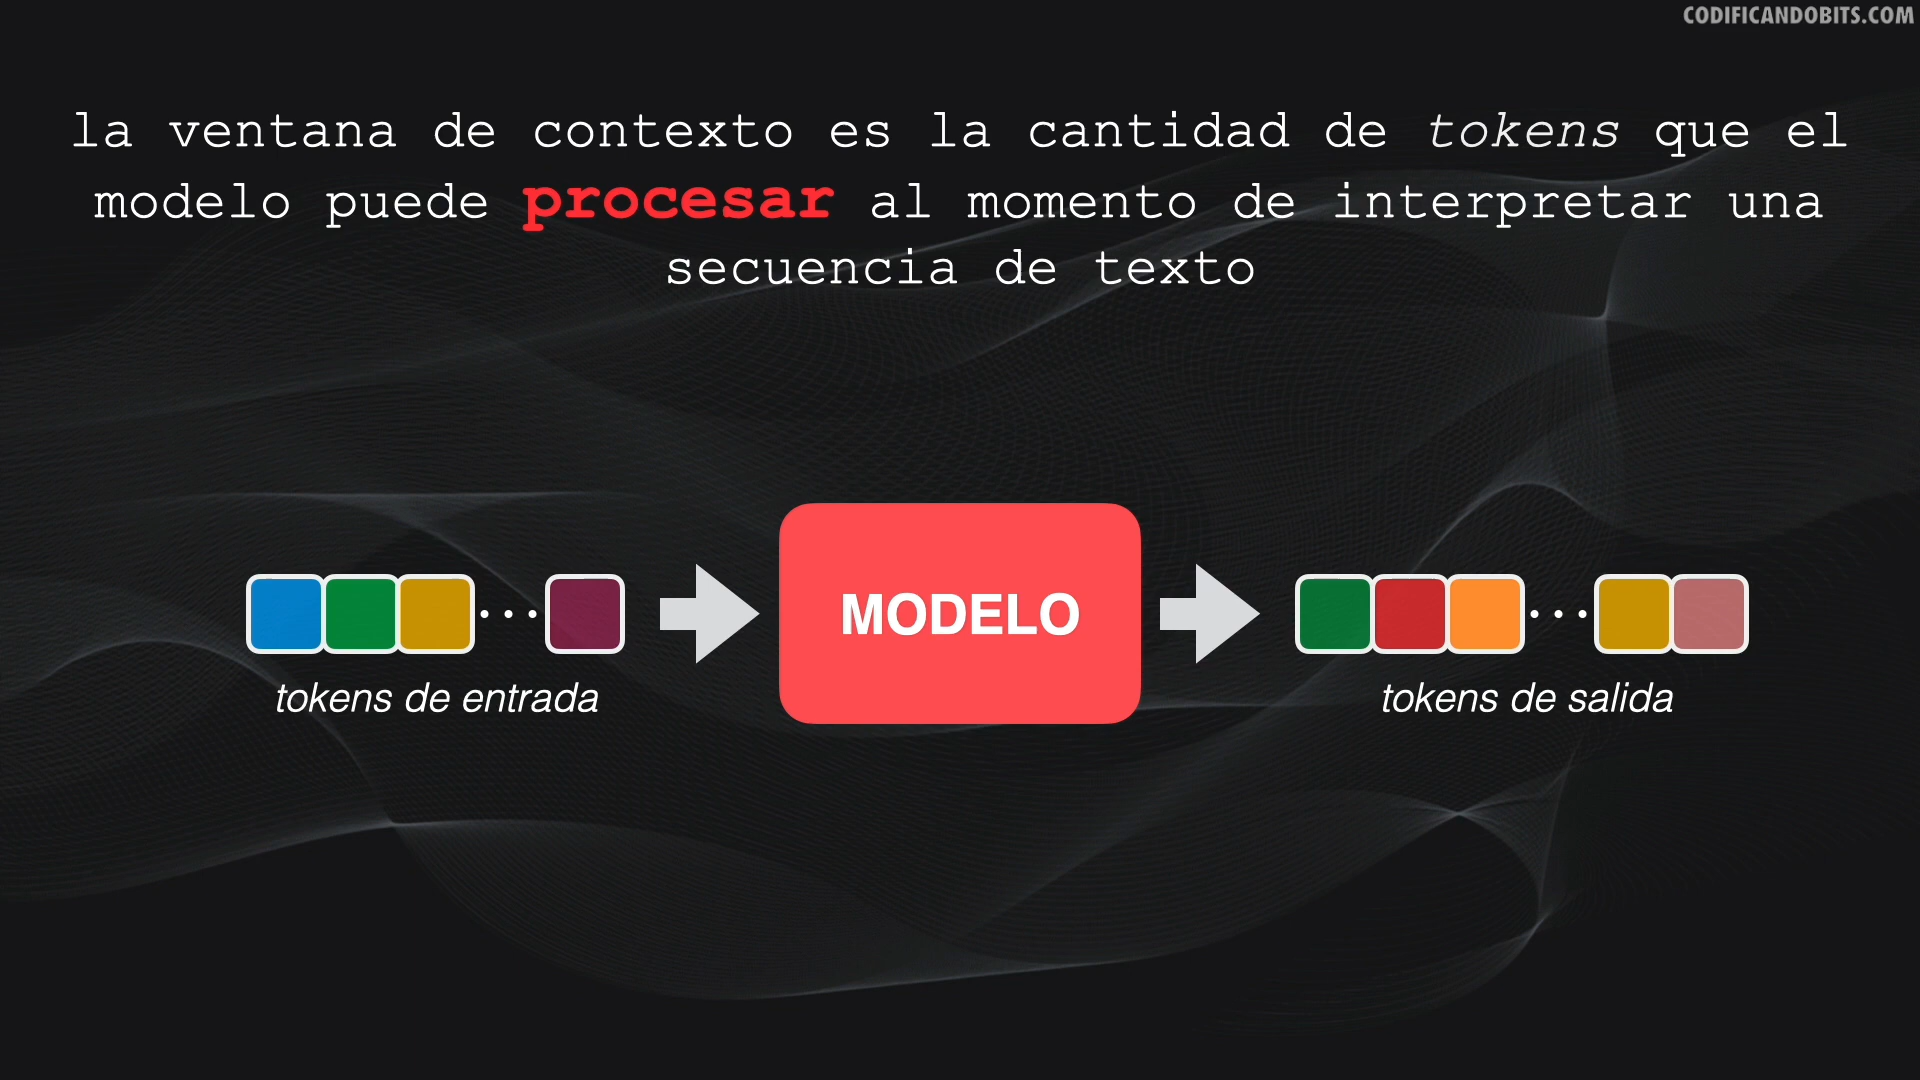 CODIFICANDOBITS.COM
la ventana de contexto es la cantidad de tokens que el
modelo puede procesar al momento de interpretar una
secuencia de texto
MODELO
tokens de entrada
tokens de salida